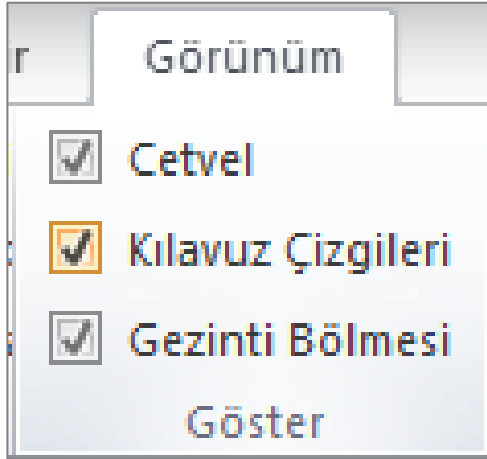 Görünüm
Cetvel
Kılavuz Çizgileri
Gezinti Bölmesi
Göster